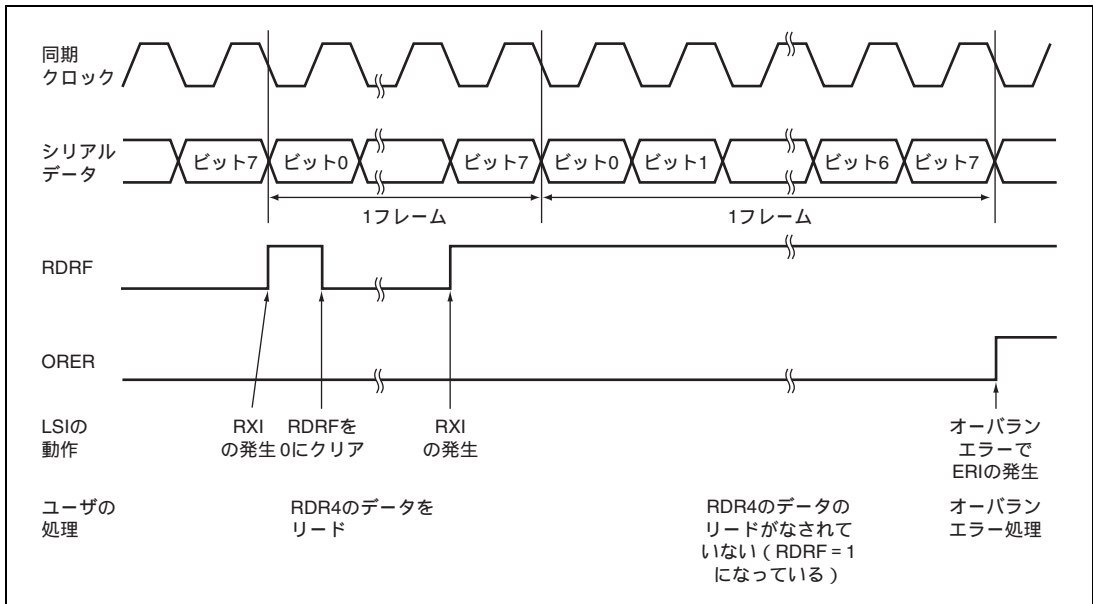 同期
クロック
シリアル
データ
ビット7
ビット0
ビット7
ビット0
ビット1
ビット6
ビット7
1フレーム
1フレーム
RDRF
ORER
LSIの
動作
RXI
の発生
RDRFを
0にクリア
RXI
の発生
オーバラン
エラーで
ERIの発生
ユーザの
処理
RDR4のデータを
リード
RDR4のデータの
リードがなされて
いない（RDRF = 1
になっている）
オーバラン
エラー処理